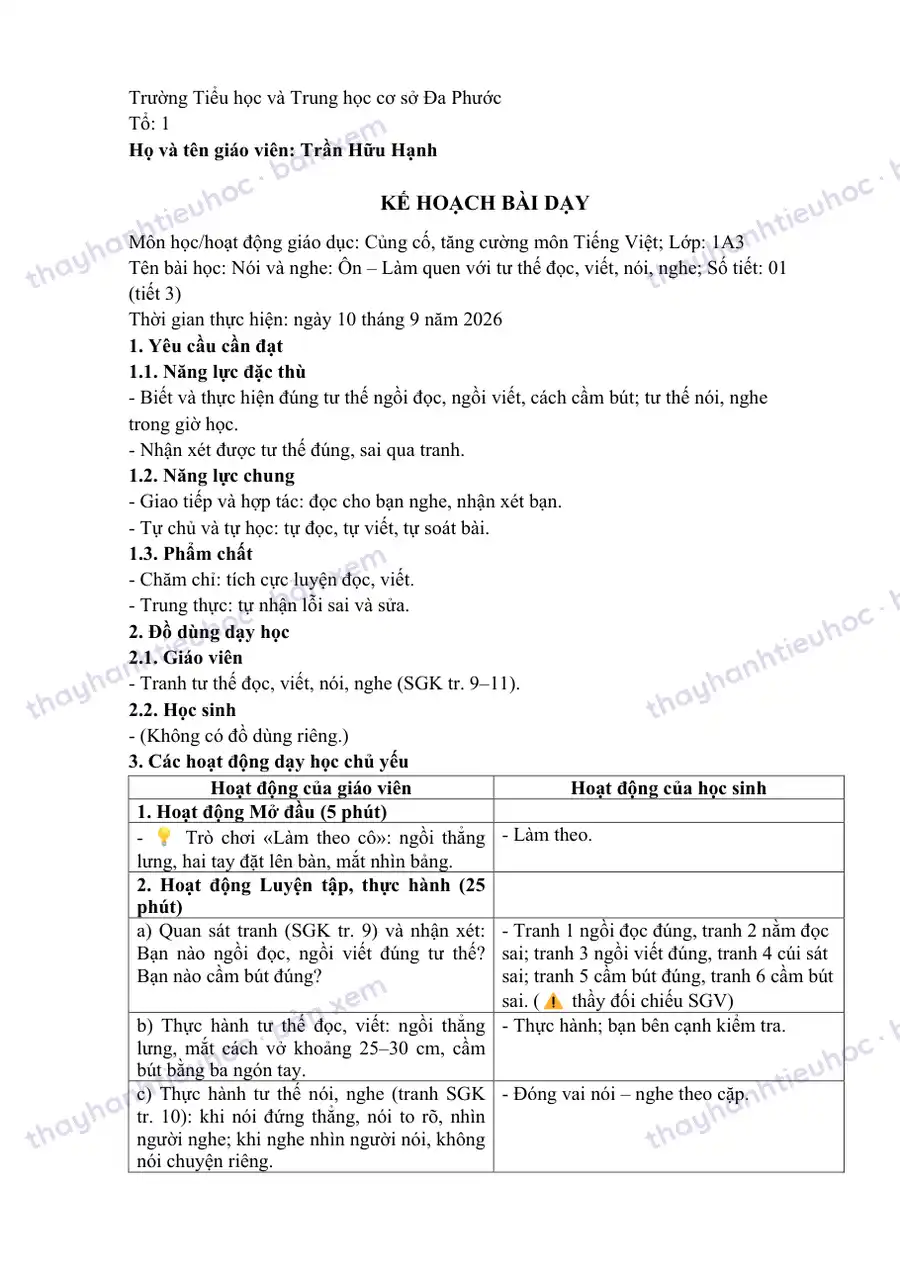 Trường Tiểu học và Trung học cơ sở Đa Phước
Tổ: 1
Họ và tên giáo viên: Trần Hữu Hạnh
KẾ HOẠCH BÀI DẠY
Môn học/hoạt động giáo dục: Củng cố, tăng cường môn Tiếng Việt; Lớp: 1A3
Tên bài học: Nói và nghe: Ôn – Làm quen với tư thế đọc, viết, nói, nghe; Số tiết: 01
(tiết 3)
Thời gian thực hiện: ngày 10 tháng 9 năm 2026
1. Yêu cầu cần đạt
1.1. Năng lực đặc thù
- Biết và thực hiện đúng tư thế ngồi đọc, ngồi viết, cách cầm bút; tư thế nói, nghe
trong giờ học.
- Nhận xét được tư thế đúng, sai qua tranh.
1.2. Năng lực chung
- Giao tiếp và hợp tác: đọc cho bạn nghe, nhận xét bạn.
- Tự chủ và tự học: tự đọc, tự viết, tự soát bài.
1.3. Phẩm chất
- Chăm chỉ: tích cực luyện đọc, viết.
- Trung thực: tự nhận lỗi sai và sửa.
2. Đồ dùng dạy học
2.1. Giáo viên
- Tranh tư thế đọc, viết, nói, nghe (SGK tr. 9–11).
2.2. Học sinh
- (Không có đồ dùng riêng.)
3. Các hoạt động dạy học chủ yếu
Hoạt động của giáo viên
Hoạt động của học sinh
1. Hoạt động Mở đầu (5 phút)
- 💡 Trò chơi «Làm theo cô»: ngồi thẳng
lưng, hai tay đặt lên bàn, mắt nhìn bảng.
- Làm theo.
2. Hoạt động Luyện tập, thực hành (25
phút)
a) Quan sát tranh (SGK tr. 9) và nhận xét:
Bạn nào ngồi đọc, ngồi viết đúng tư thế?
Bạn nào cầm bút đúng?
- Tranh 1 ngồi đọc đúng, tranh 2 nằm đọc
sai; tranh 3 ngồi viết đúng, tranh 4 cúi sát
sai; tranh 5 cầm bút đúng, tranh 6 cầm bút
sai. (⚠️ thầy đối chiếu SGV)
b) Thực hành tư thế đọc, viết: ngồi thẳng
lưng, mắt cách vở khoảng 25–30 cm, cầm
bút bằng ba ngón tay.
- Thực hành; bạn bên cạnh kiểm tra.
c) Thực hành tư thế nói, nghe (tranh SGK
tr. 10): khi nói đứng thẳng, nói to rõ, nhìn
người nghe; khi nghe nhìn người nói, không
nói chuyện riêng.
- Đóng vai nói – nghe theo cặp.
thayhanhtieuhoc · bản xem
thayhanhtieuhoc · b
thayhanhtieuhoc · bản xem
thayhanhtieuhoc · b
thayhanhtieuhoc · bản xem
thayhanhtieuhoc · b